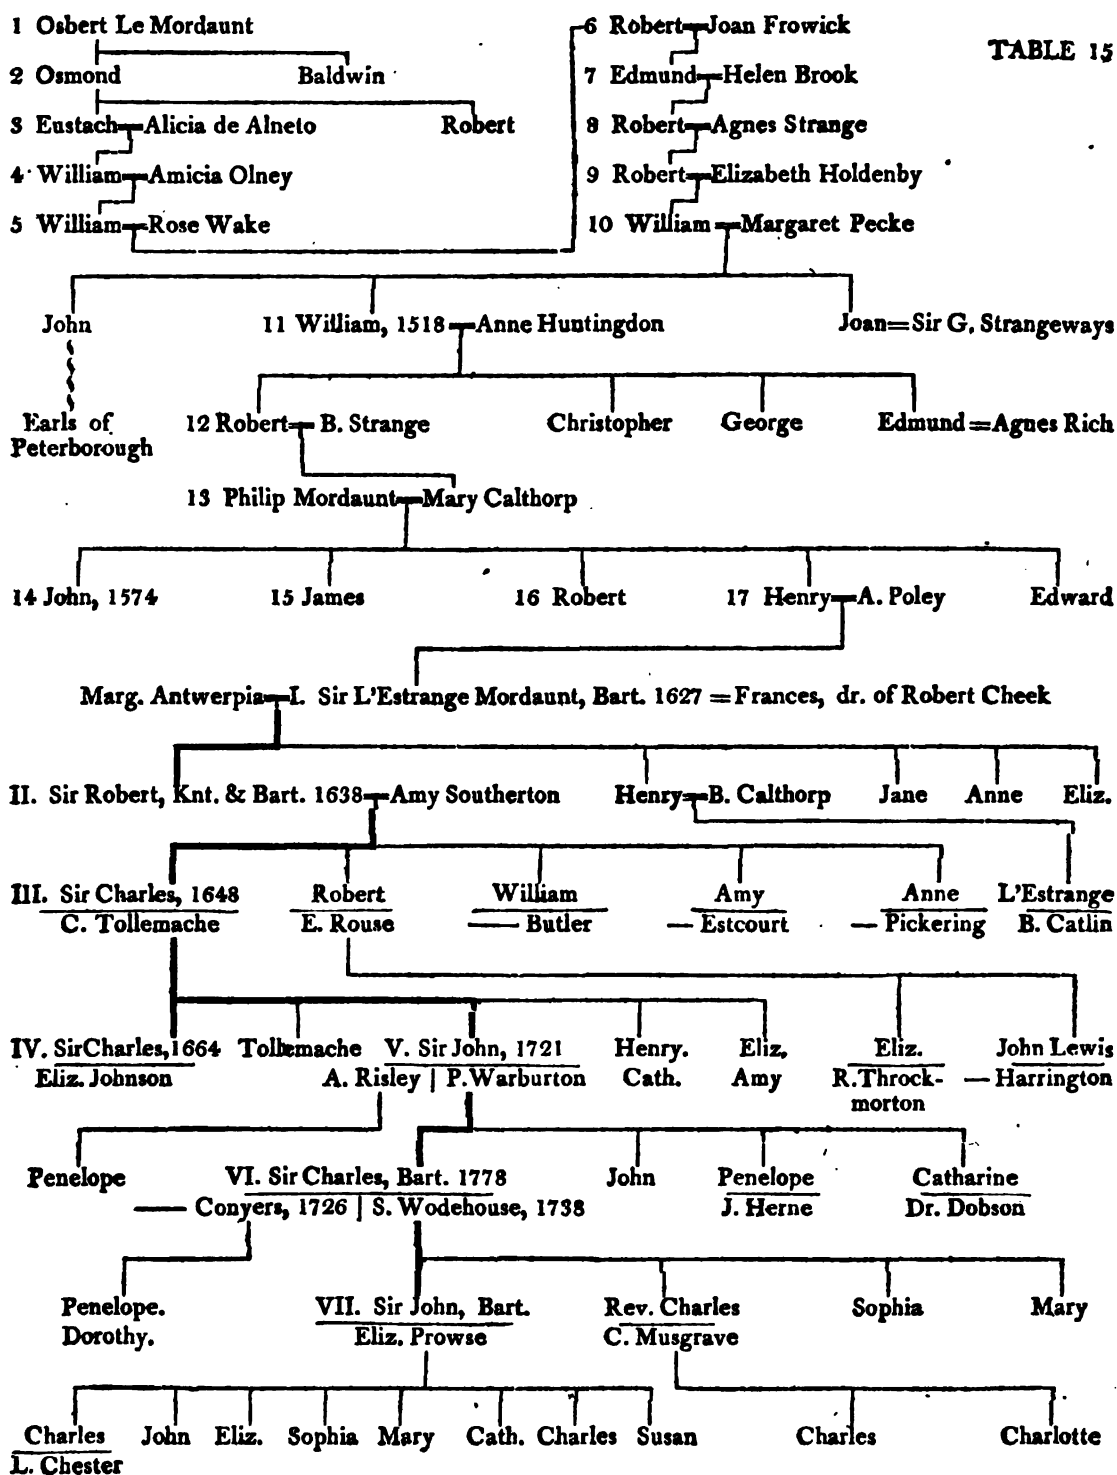 TABLE 15
1 Osbert Le Mordaunt
2 Osmond Baldwin
3 Eustach Alicia de Alneto Robert
4 William Amicia Olney
5 William Rose Wake
6 Robert Joan Frowick
7 Edmund Helen Brook
8 Robert Agnes Strange
9 Robert Elizabeth Holdenby
10 William Margaret Pecke
John 11 William, 1518 Anne Huntingdon Joan = Sir G. Strangeways
Earls of Peterborough 12 Robert B. Strange Christopher George Edmund = Agnes Rich
13 Philip Mordaunt Mary Calthorp
14 John, 1574 15 James 16 Robert 17 Henry A. Poley Edward
Marg. Antwerpia I. Sir L'Estrange Mordaunt, Bart. 1627 = Frances, dr. of Robert Cheek
II. Sir Robert, Knt. & Bart. 1638 Amy Southerton Henry B. Calthorp Jane Anne Eliz.
III. Sir Charles, 1648 Robert William Amy Anne L'Estrange
C. Tollemache E. Rouse — Butler — Estcourt — Pickering B. Catlin
IV. Sir Charles, 1664 Tollemache V. Sir John, 1721 Henry. Eliz. Eliz. John Lewis
Eliz. Johnson A. Risley | P. Warburton Cath. Amy R. Throck- — Harrington
morton
Penelope VI. Sir Charles, Bart. 1778 John Penelope Catharine
— Conyers, 1726 | S. Wodehouse, 1738 J. Herne Dr. Dobson
Penelope. VII. Sir John, Bart. Rev. Charles Sophia Mary
Dorothy. Eliz. Prowse C. Musgrave
Charles John Eliz. Sophia Mary Cath. Charles Susan Charles Charlotte
L. Chester